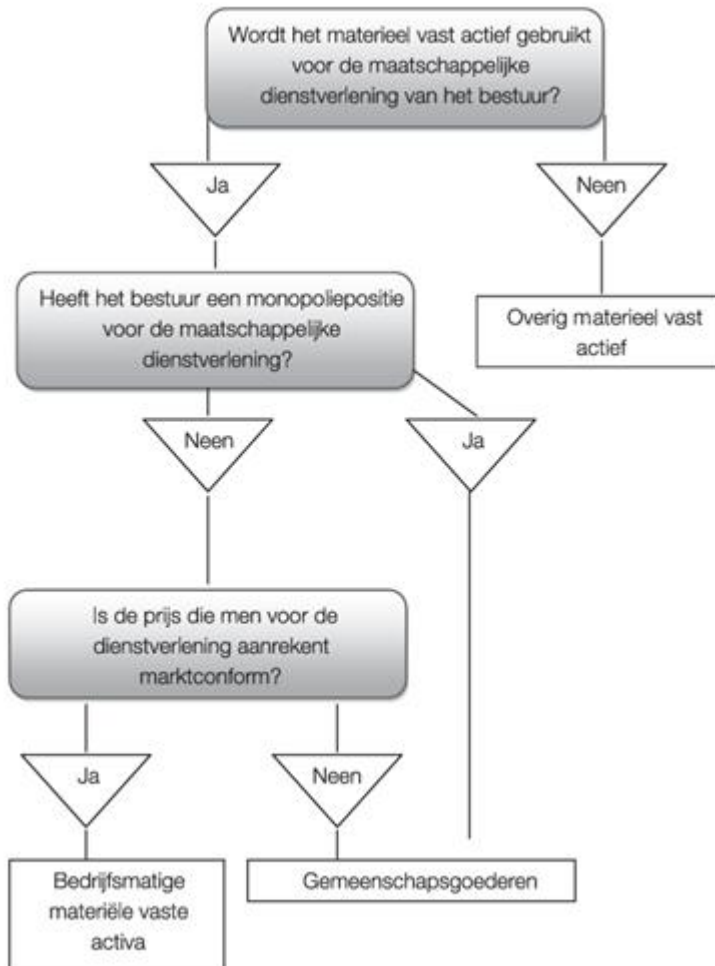 Wordt het materieel vast actief gebruikt
voor de maatschappelijke
dienstverlening van het bestuur?
Ja
Neen
Heeft het bestuur een monopoliepositie
voor de maatschappelijke
dienstverlening?
Overig materieel vast
actief
Neen
Ja
Is de prijs die men voor de
dienstverlening aanrekent
marktconform?
Ja
Neen
Bedrijfsmatige
materiële vaste
activa
Gemeenschapsgoederen